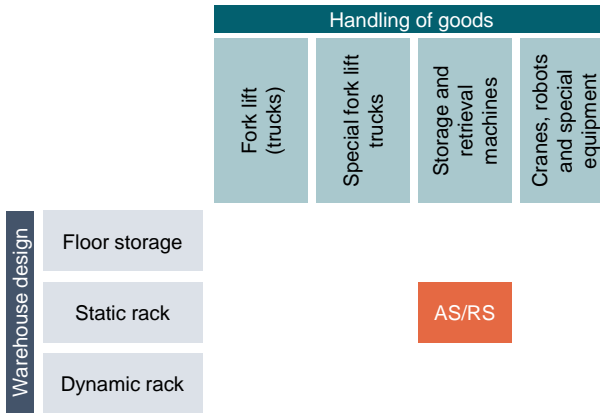 Handling of goods
Fork lift
(trucks)
Special fork lift
trucks
Storage and
retrieval
machines
Cranes, robots
and special
equipment
Warehouse design
Floor storage
Static rack
AS/RS
Dynamic rack